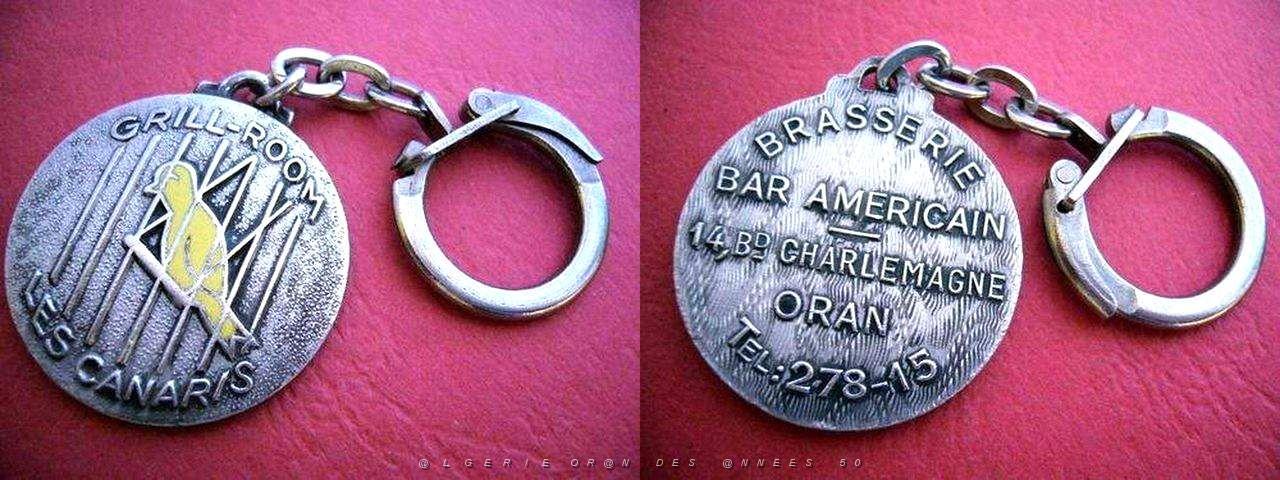 GRILL-ROOM
LES CANARIS
BRASSERIE
BAR AMERICAIN
14, BD CHARLEMAGNE
ORAN
TEL: 278-15
@LGERIE OR@N DES @NNEES 50